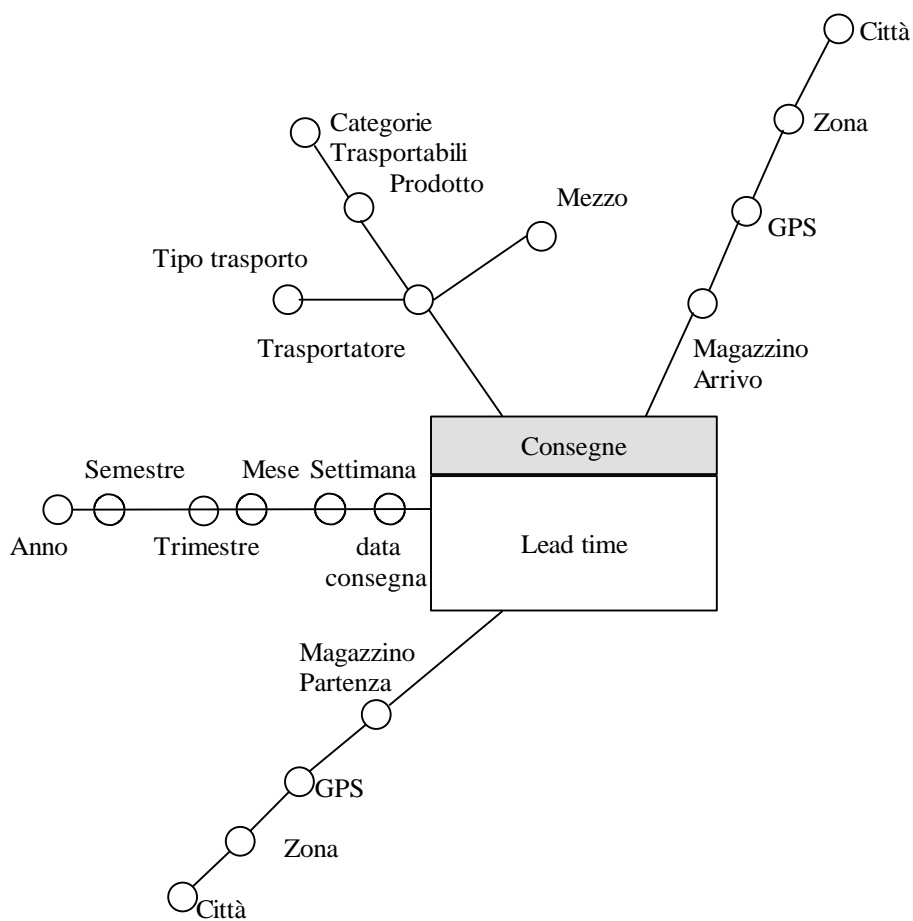 Città
Categorie
Trasportabili
Zona
Prodotto
Mezzo
GPS
Tipo trasporto
Trasportatore
Magazzino
Arrivo
Consegne
Semestre
Mese
Settimana
Anno
Trimestre
data
consegna
Lead time
Magazzino
Partenza
GPS
Zona
Città